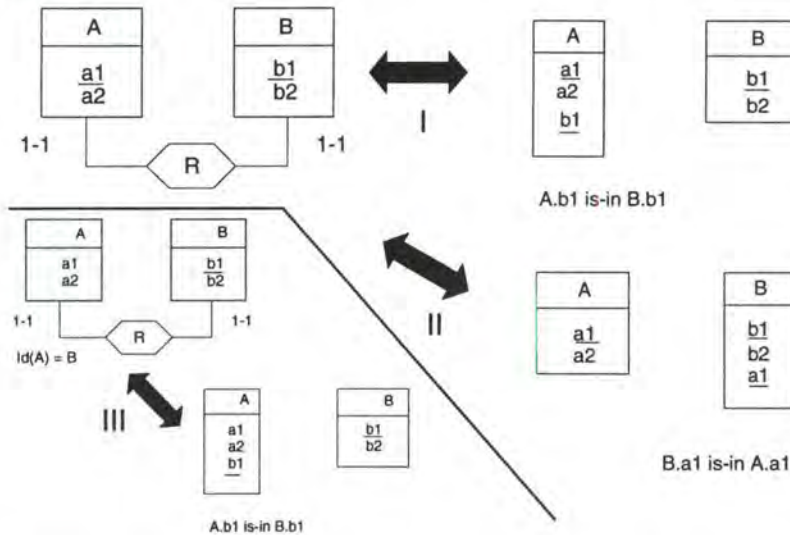 A
a1
a2
B
b1
b2
1-1
R
1-1
I
A
a1
a2
b1
B
b1
b2
A.b1 is-in B.b1
II
A
a1
a2
B
b1
b2
a1
B.a1 is-in A.a1
A
a1
a2
B
b1
b2
1-1
R
1-1
Id(A) = B
III
A
a1
a2
b1
B
b1
b2
A.b1 is-in B.b1